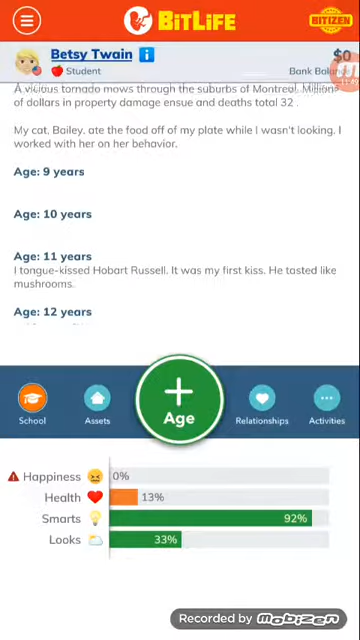 BITLIFE
BITIZEN
Betsy Twain i
$0
Student
Bank Balance
A vicious tornado mows through the suburbs of Montreal. Millions
of dollars in property damage ensue and deaths total 32 .
My cat, Bailey, ate the food off of my plate while I wasn't looking. I
worked with her on her behavior.
Age: 9 years
Age: 10 years
Age: 11 years
I tongue-kissed Hobart Russell. It was my first kiss. He tasted like
mushrooms.
Age: 12 years
School
Assets
Age
Relationships
Activities
Happiness 0%
Health 13%
Smarts 92%
Looks 33%
Recorded by Mobizen